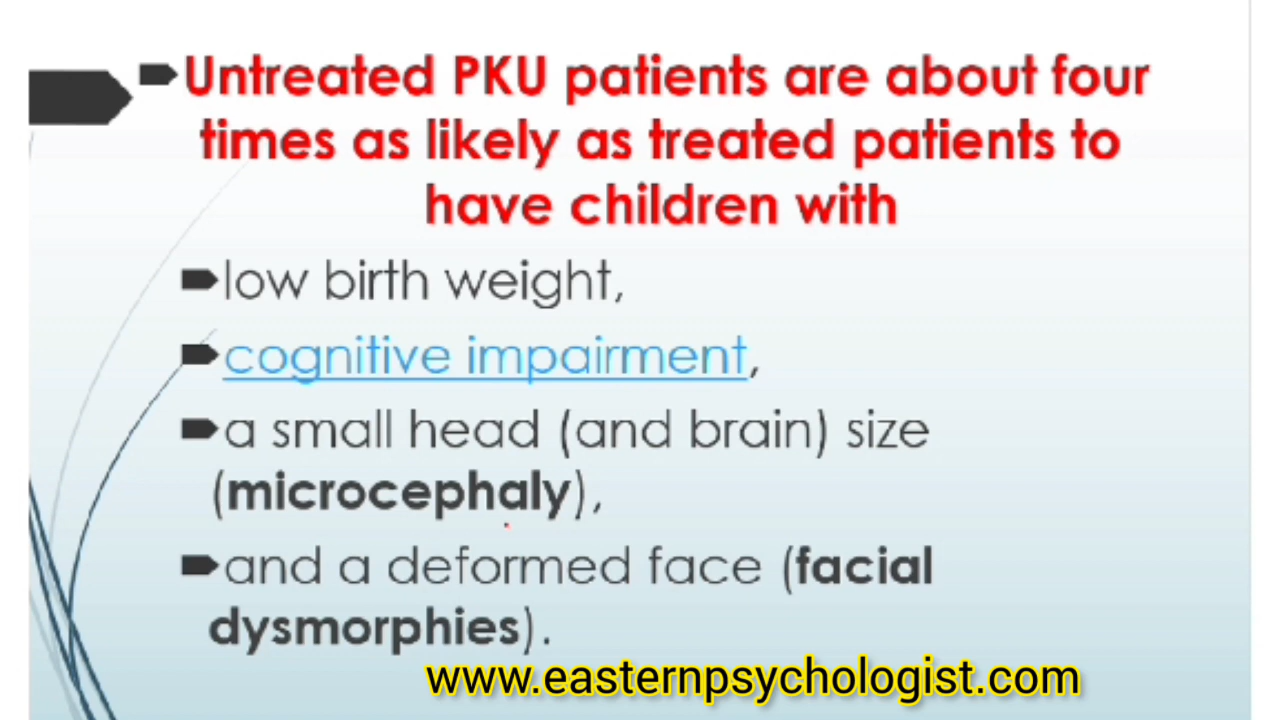 Untreated PKU patients are about four
times as likely as treated patients to
have children with
low birth weight,
cognitive impairment,
a small head (and brain) size
(microcephaly),
and a deformed face (facial
dysmorphies).
www.easternpsychologist.com